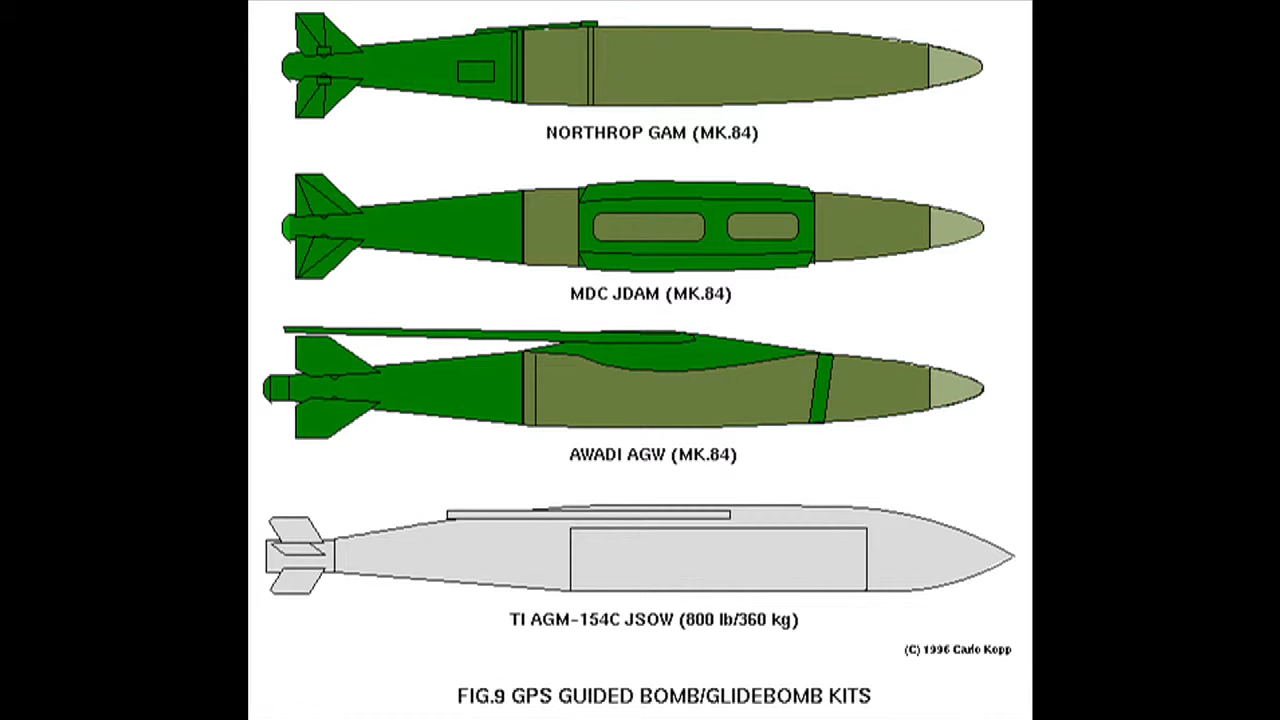 NORTHROP GAM (MK.84)
MDC JDAM (MK.84)
AWADI AGW (MK.84)
TI AGM-154C JSOW (800 lb/360 kg)
(C) 1996 Carlo Kopp
FIG.9 GPS GUIDED BOMB/GLIDEBOMB KITS